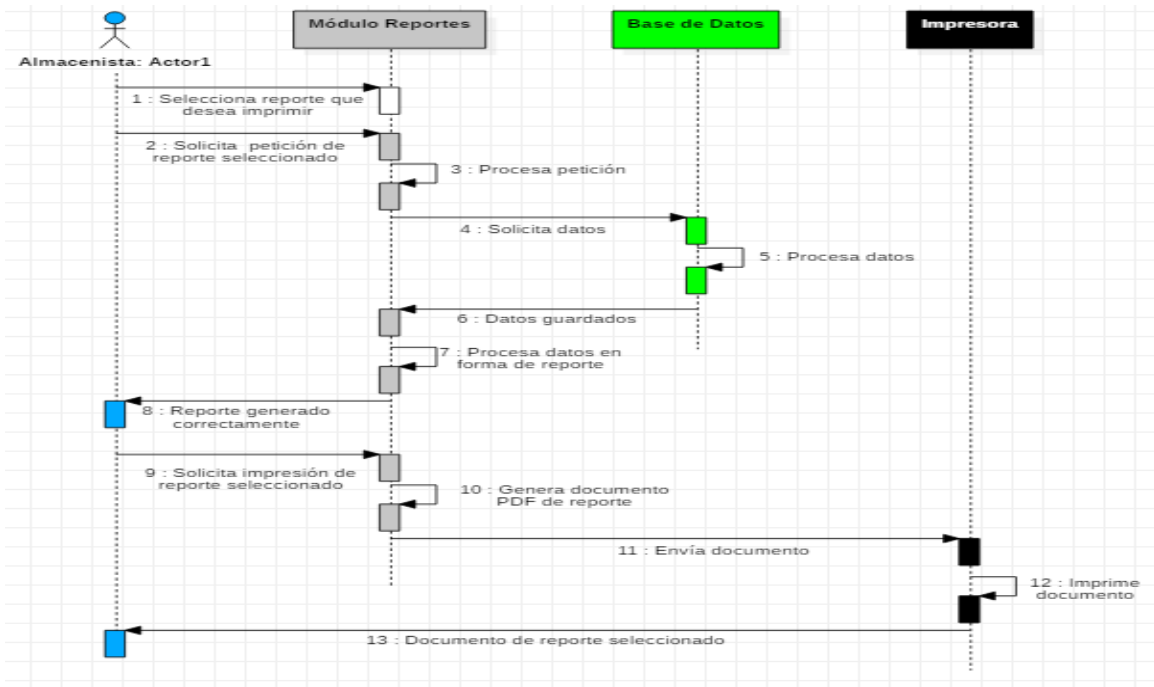 Módulo Reportes
Base de Datos
Impresora
Almacenista: Actor1
1 : Selecciona reporte que
desea imprimir
2 : Solicita petición de
reporte seleccionado
3 : Procesa petición
4 : Solicita datos
5 : Procesa datos
6 : Datos guardados
7 : Procesa datos en
forma de reporte
8 : Reporte generado
correctamente
9 : Solicita impresión de
reporte seleccionado
10 : Genera documento
PDF de reporte
11 : Envía documento
12 : Imprime
documento
13 : Documento de reporte seleccionado